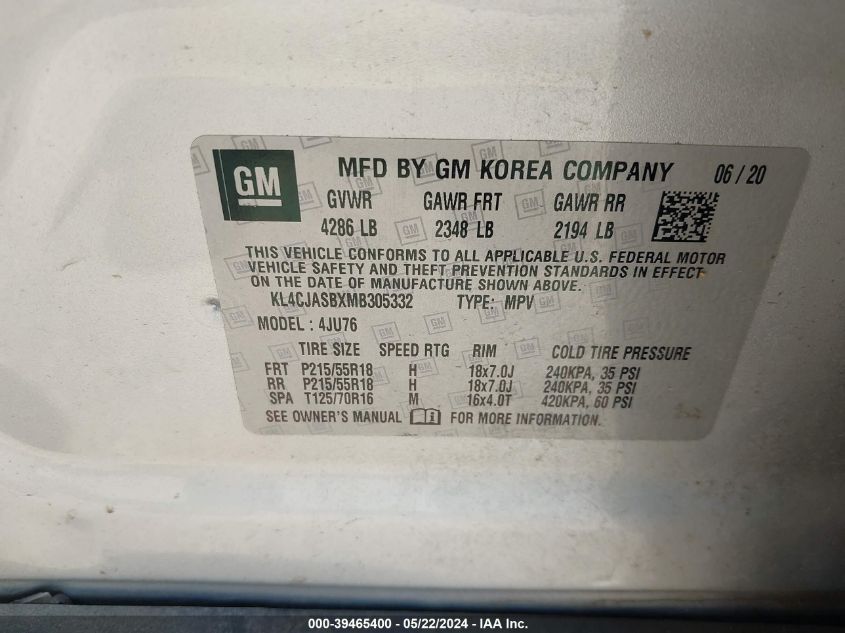 GM MFD BY GM KOREA COMPANY 06 / 20
GVWR GAWR FRT GAWR RR
4286 LB 2348 LB 2194 LB
THIS VEHICLE CONFORMS TO ALL APPLICABLE U.S. FEDERAL MOTOR
VEHICLE SAFETY AND THEFT PREVENTION STANDARDS IN EFFECT
ON THE DATE OF MANUFACTURE SHOWN ABOVE.
KL4CJASBXMB305332 TYPE: MPV
MODEL : 4JU76
TIRE SIZE SPEED RTG RIM COLD TIRE PRESSURE
FRT P215/55R18 H 18x7.0J 240KPA, 35 PSI
RR P215/55R18 H 18x7.0J 240KPA, 35 PSI
SPA T125/70R16 M 16x4.0T 420KPA, 60 PSI
SEE OWNER'S MANUAL FOR MORE INFORMATION.
000-39465400 - 05/22/2024 - IAA Inc.